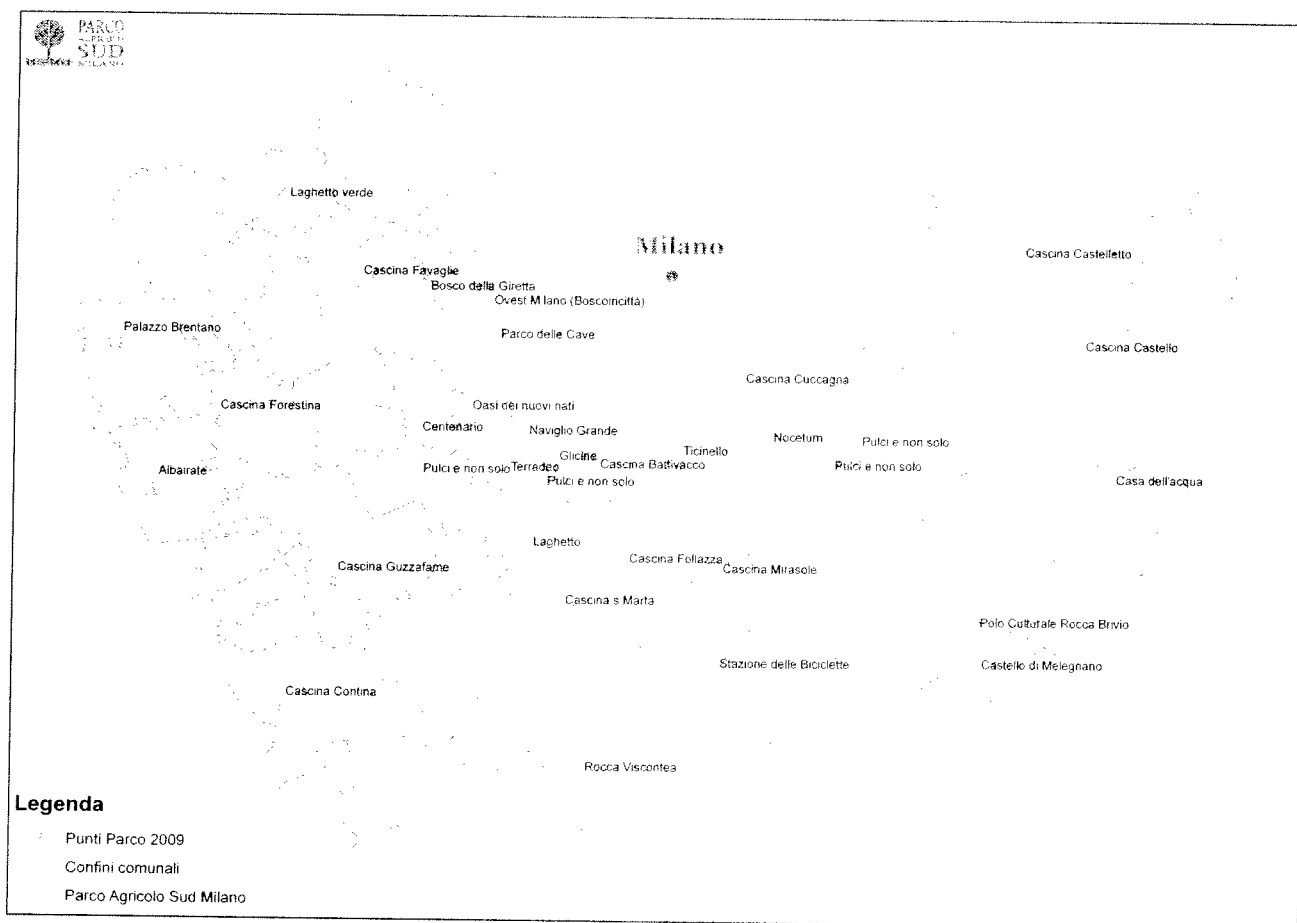 PARCO
AGRICOLO
SUD
MILANO
Laghetto verde
Milano
Cascina Castelletto
Cascina Favaglie
Bosco della Giretta
Ovest Milano (Boscoincittà)
Palazzo Brentano
Parco delle Cave
Cascina Castello
Cascina Cuccagna
Cascina Forestina
Oasi dei nuovi nati
Centenario
Naviglio Grande
Nocetum
Pulci e non solo
Ticinello
Glicine
Albairate
Pulci e non solo
Terradeo
Cascina Battivacco
Pulci e non solo
Pulci e non solo
Casa dell'acqua
Laghetto
Cascina Follazza
Cascina Guzzafame
Cascina Mirasole
Cascina s Marta
Polo Culturale Rocca Brivio
Stazione delle Biciclette
Castello di Melegnano
Cascina Contina
Rocca Viscontea
Legenda
Punti Parco 2009
Confini comunali
Parco Agricolo Sud Milano